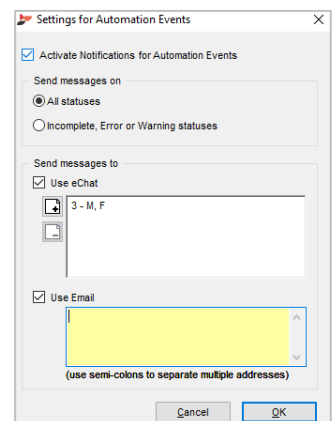 Settings for Automation Events
Activate Notifications for Automation Events
Send messages on
All statuses
Incomplete, Error or Warning statuses
Send messages to
Use eChat
3 - M, F
Use Email
(use semi-colons to separate multiple addresses)
Cancel OK